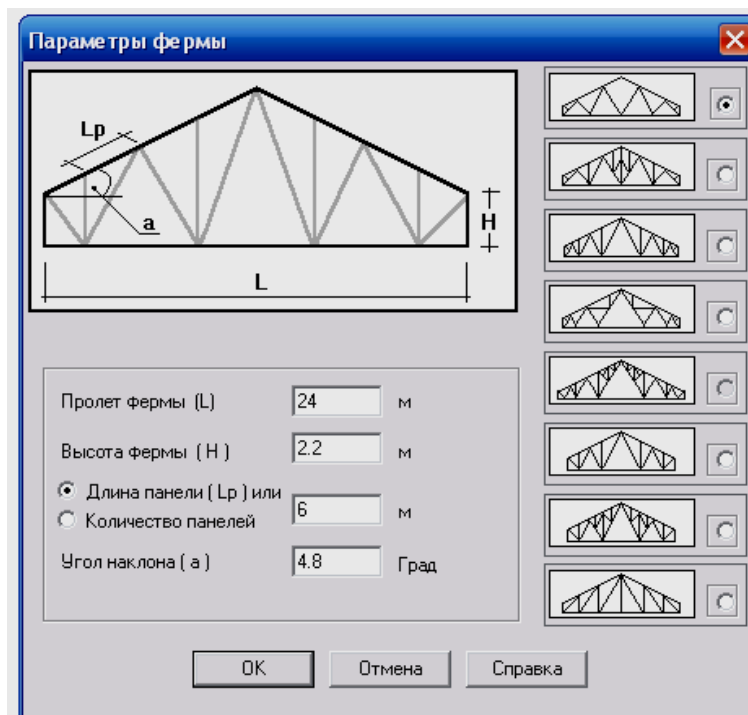 Параметры фермы
Lp
a
H
L
Пролет фермы (L) 24 м
Высота фермы ( H ) 2.2 м
Длина панели ( Lp ) или
Количество панелей 6 м
Угол наклона ( a ) 4.8 Град
OK Отмена Справка